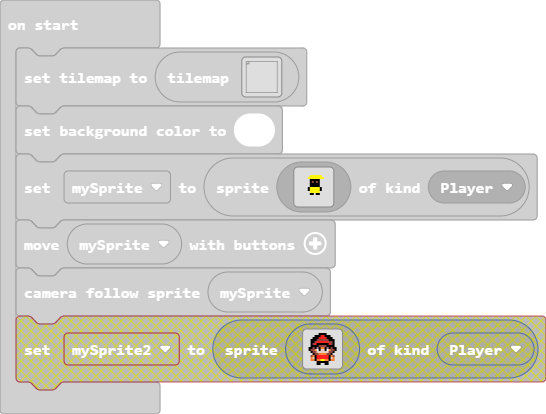 on start
set tilemap to tilemap
set background color to
set mySprite to sprite of kind Player
move mySprite with buttons
camera follow sprite mySprite
set mySprite2 to sprite of kind Player